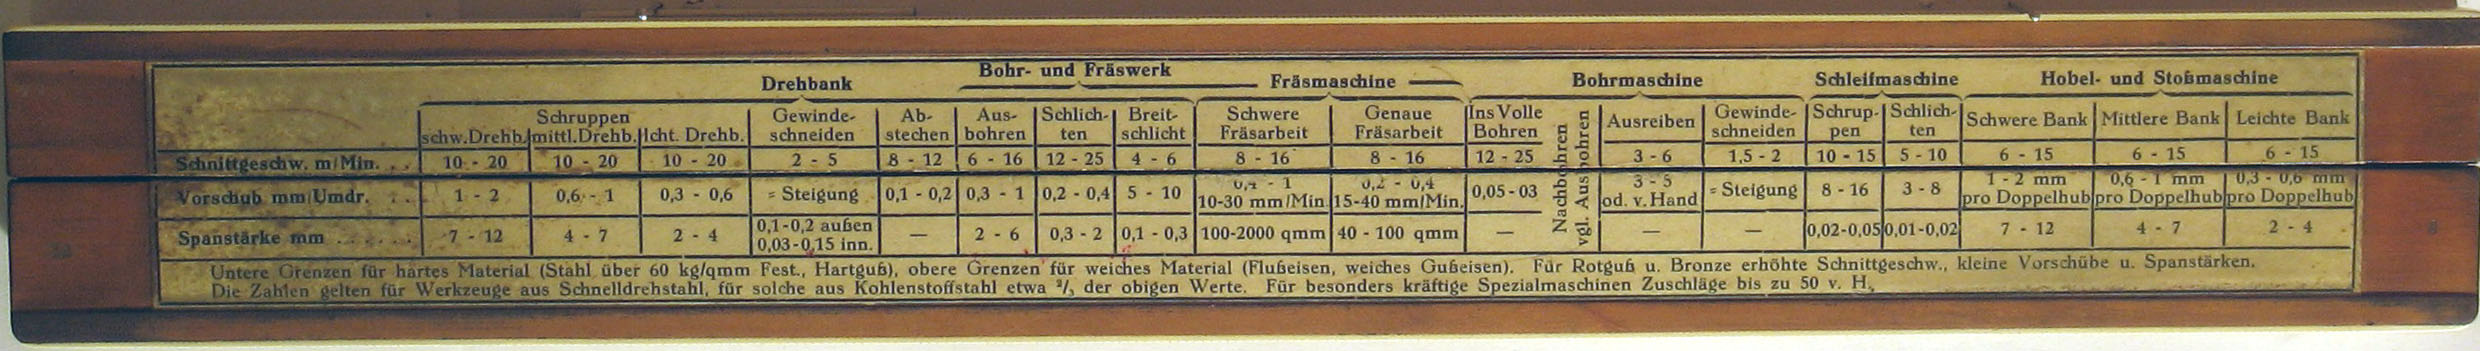 Drehbank Bohr- und Fräswerk Fräsmaschine Bohrmaschine Schleifmaschine Hobel- und Stoßmaschine
Schruppen Gewinde- Ab- Aus- Schlich- Breit- Schwere Genaue Ins Volle Nachbohren Ausreiben Gewinde- Schrup- Schlich- Schwere Bank Mittlere Bank Leichte Bank
schw.Drehb. mittl.Drehb. lcht. Drehb. schneiden stechen bohren ten schlicht Fräsarbeit Fräsarbeit Bohren vgl. Ausbohren schneiden pen ten
Schnittgeschw. m/Min. . . 10 - 20 10 - 20 10 - 20 2 - 5 8 - 12 6 - 16 12 - 25 4 - 6 8 - 16 8 - 16 12 - 25 3 - 6 1,5 - 2 10 - 15 5 - 10 6 - 15 6 - 15 6 - 15
0,4 - 1 0,2 - 0,4 3 - 5 1 - 2 mm 0,6 - 1 mm 0,3 - 0,6 mm
Vorschub mm/Umdr. . . 1 - 2 0,6 - 1 0,3 - 0,6 = Steigung 0,1 - 0,2 0,3 - 1 0,2 - 0,4 5 - 10 10-30 mm/Min. 15-40 mm/Min. 0,05 - 03 od. v. Hand = Steigung 8 - 16 3 - 8 pro Doppelhub pro Doppelhub pro Doppelhub
0,1-0,2 außen
Spanstärke mm . . . . . . 7 - 12 4 - 7 2 - 4 0,03-0,15 inn. — 2 - 6 0,3 - 2 0,1 - 0,3 100-2000 qmm 40 - 100 qmm — — — 0,02-0,05 0,01-0,02 7 - 12 4 - 7 2 - 4
Untere Grenzen für hartes Material (Stahl über 60 kg/qmm Fest., Hartguß), obere Grenzen für weiches Material (Flußeisen, weiches Gußeisen). Für Rotguß u. Bronze erhöhte Schnittgeschw., kleine Vorschübe u. Spanstärken.
Die Zahlen gelten für Werkzeuge aus Schnelldrehstahl, für solche aus Kohlenstoffstahl etwa ²/₃ der obigen Werte. Für besonders kräftige Spezialmaschinen Zuschläge bis zu 50 v. H.